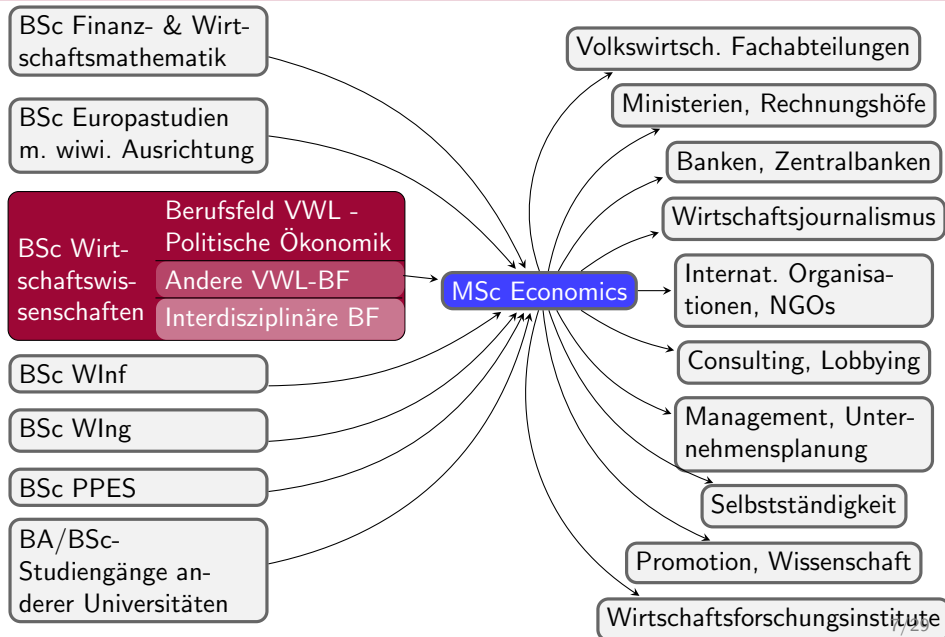 BSc Finanz- & Wirt-
schaftsmathematik
BSc Europastudien
m. wiwi. Ausrichtung
BSc Wirt-
schaftswis-
senschaften
Berufsfeld VWL -
Politische Ökonomik
Andere VWL-BF
Interdisziplinäre BF
BSc WInf
BSc WIng
BSc PPES
BA/BSc-
Studiengänge an-
derer Universitäten
MSc Economics
Volkswirtsch. Fachabteilungen
Ministerien, Rechnungshöfe
Banken, Zentralbanken
Wirtschaftsjournalismus
Internat. Organisa-
tionen, NGOs
Consulting, Lobbying
Management, Unter-
nehmensplanung
Selbstständigkeit
Promotion, Wissenschaft
Wirtschaftsforschungsinstitute
7/29